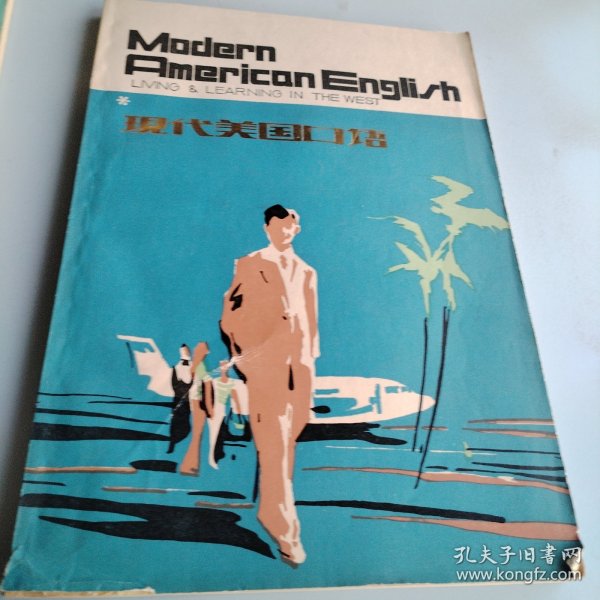 Modern
American English
LIVING & LEARNING IN THE WEST
*
現代美国口语
孔夫子旧书网
www.kongfz.com